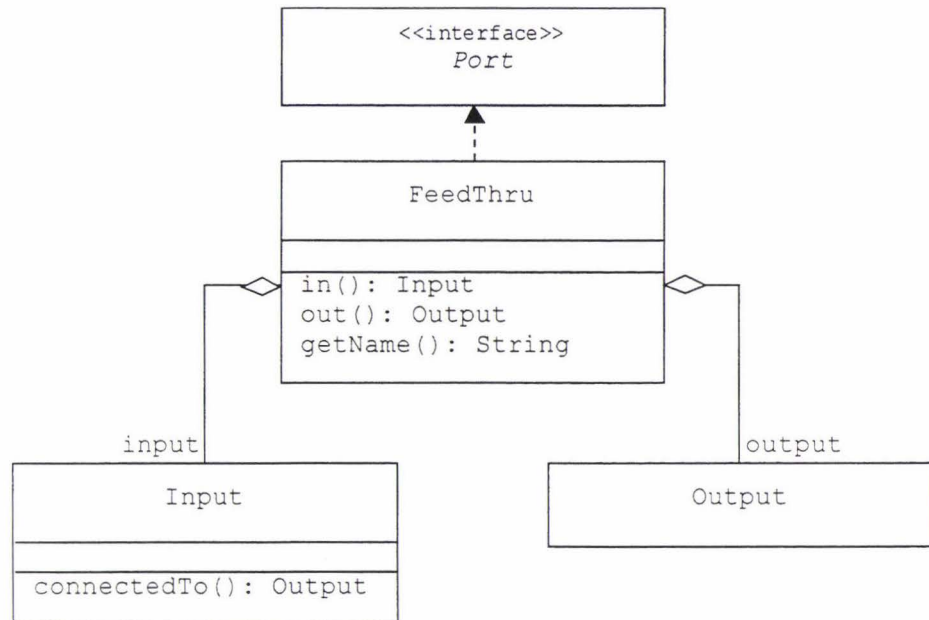 <<interface>>
Port
FeedThru
in(): Input
out(): Output
getName(): String
input
output
Input
Output
connectedTo(): Output